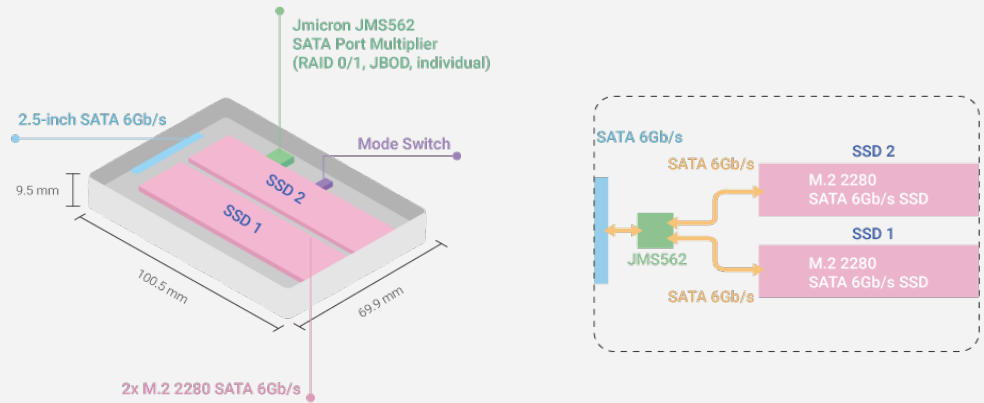 Jmicron JMS562
SATA Port Multiplier
(RAID 0/1, JBOD, individual)
2.5-inch SATA 6Gb/s
Mode Switch
9.5 mm
SSD 2
SSD 1
100.5 mm
69.9 mm
2x M.2 2280 SATA 6Gb/s
SATA 6Gb/s
SSD 2
SATA 6Gb/s
M.2 2280
SATA 6Gb/s SSD
SSD 1
JMS562
M.2 2280
SATA 6Gb/s SSD
SATA 6Gb/s